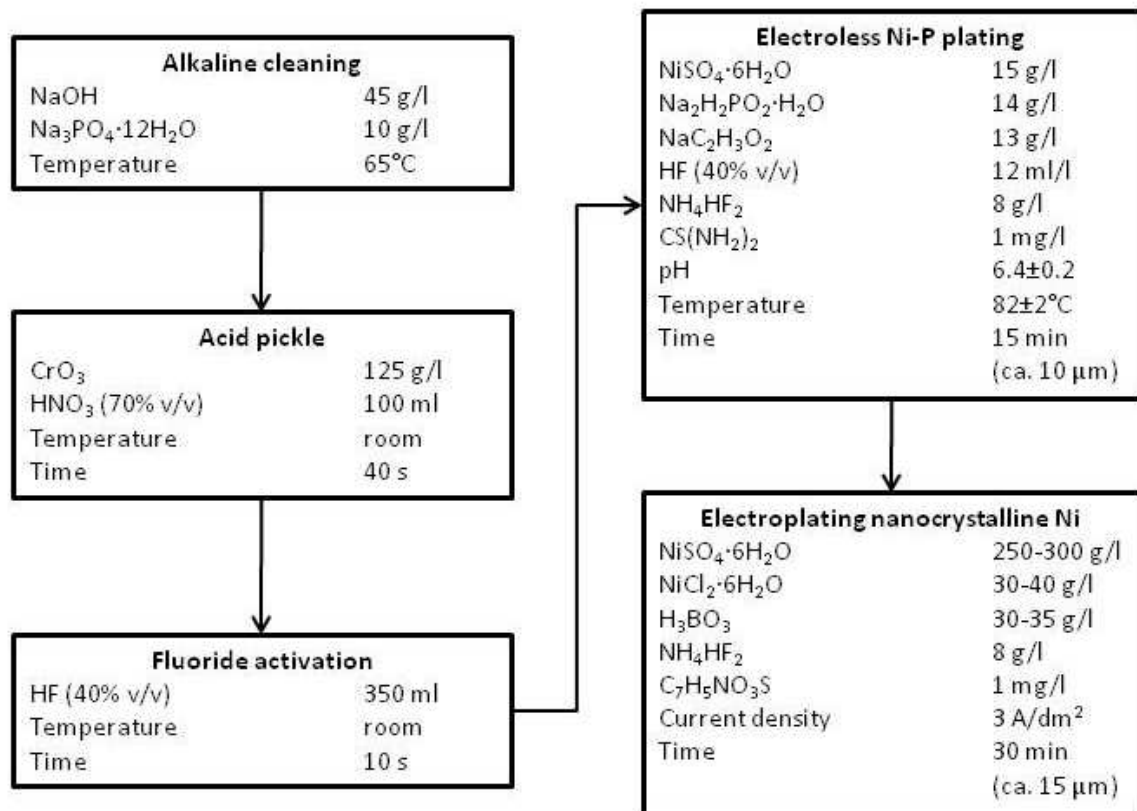 Alkaline cleaning
NaOH 45 g/l
Na₃PO₄·12H₂O 10 g/l
Temperature 65°C
Acid pickle
CrO₃ 125 g/l
HNO₃ (70% v/v) 100 ml
Temperature room
Time 40 s
Fluoride activation
HF (40% v/v) 350 ml
Temperature room
Time 10 s
Electroless Ni-P plating
NiSO₄·6H₂O 15 g/l
Na₂H₂PO₂·H₂O 14 g/l
NaC₂H₃O₂ 13 g/l
HF (40% v/v) 12 ml/l
NH₄HF₂ 8 g/l
CS(NH₂)₂ 1 mg/l
pH 6.4±0.2
Temperature 82±2°C
Time 15 min
(ca. 10 μm)
Electroplating nanocrystalline Ni
NiSO₄·6H₂O 250-300 g/l
NiCl₂·6H₂O 30-40 g/l
H₃BO₃ 30-35 g/l
NH₄HF₂ 8 g/l
C₇H₅NO₃S 1 mg/l
Current density 3 A/dm²
Time 30 min
(ca. 15 μm)